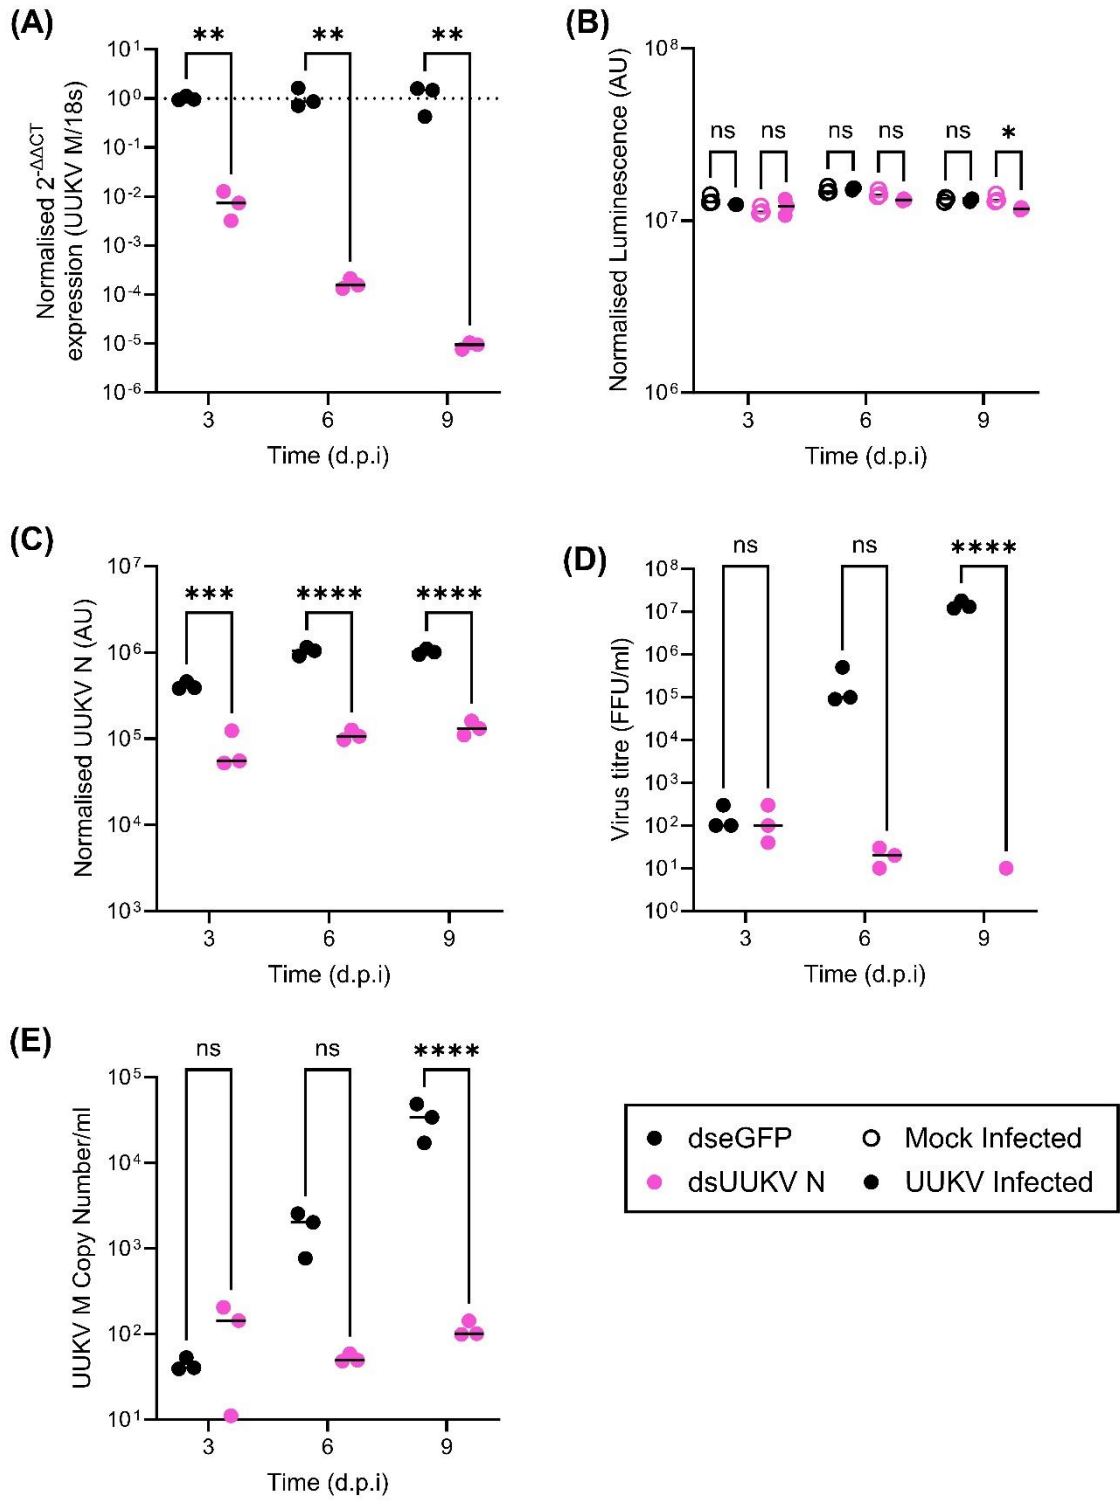 (A)
** ** **
10¹
10⁰
10⁻¹
10⁻²
10⁻³
10⁻⁴
10⁻⁵
10⁻⁶
Normalised 2^-ΔΔCT
expression (UUKV M/18s)
3 6 9
Time (d.p.i)
(B)
10⁸
10⁷
10⁶
Normalised Luminescence (AU)
ns ns ns ns ns *
3 6 9
Time (d.p.i)
(C)
10⁷
10⁶
10⁵
10⁴
10³
Normalised UUKV N (AU)
*** **** ****
3 6 9
Time (d.p.i)
(D)
ns ns ****
10⁸
10⁷
10⁶
10⁵
10⁴
10³
10²
10¹
10⁰
Virus titre (FFU/ml)
3 6 9
Time (d.p.i)
(E)
ns ns ****
10⁵
10⁴
10³
10²
10¹
UUKV M Copy Number/ml
3 6 9
Time (d.p.i)
dseGFP Mock Infected
dsUUKV N UUKV Infected